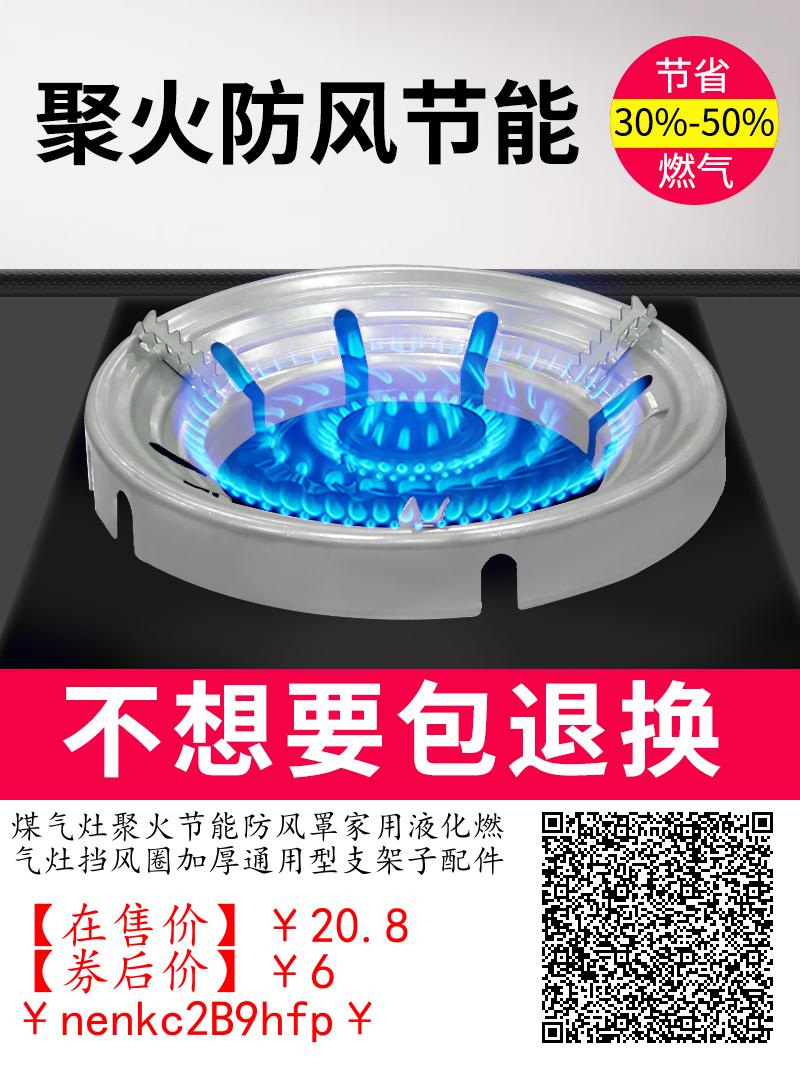 聚火防风节能
节省
30%-50%
燃气
不想要包退换
煤气灶聚火节能防风罩家用液化燃
气灶挡风圈加厚通用型支架子配件
【在售价】￥20.8
【券后价】￥6
￥nenkc2B9hfp￥